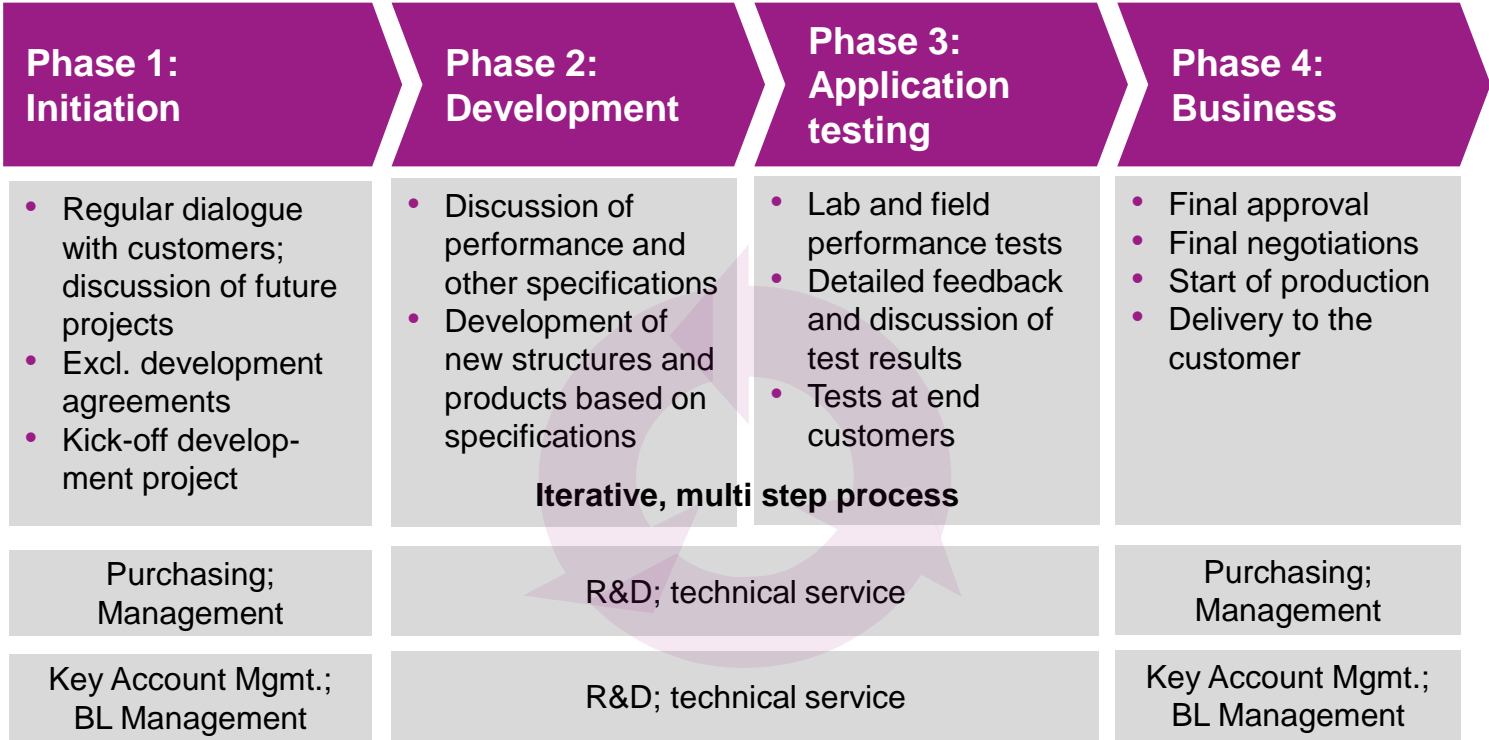 Phase 1:
Initiation
Phase 2:
Development
Phase 3:
Application
testing
Phase 4:
Business
• Regular dialogue
with customers;
discussion of future
projects
• Excl. development
agreements
• Kick-off develop-
ment project
• Discussion of
performance and
other specifications
• Development of
new structures and
products based on
specifications
• Lab and field
performance tests
• Detailed feedback
and discussion of
test results
• Tests at end
customers
• Final approval
• Final negotiations
• Start of production
• Delivery to the
customer
Iterative, multi step process
Purchasing;
Management
R&D; technical service
Purchasing;
Management
Key Account Mgmt.;
BL Management
R&D; technical service
Key Account Mgmt.;
BL Management